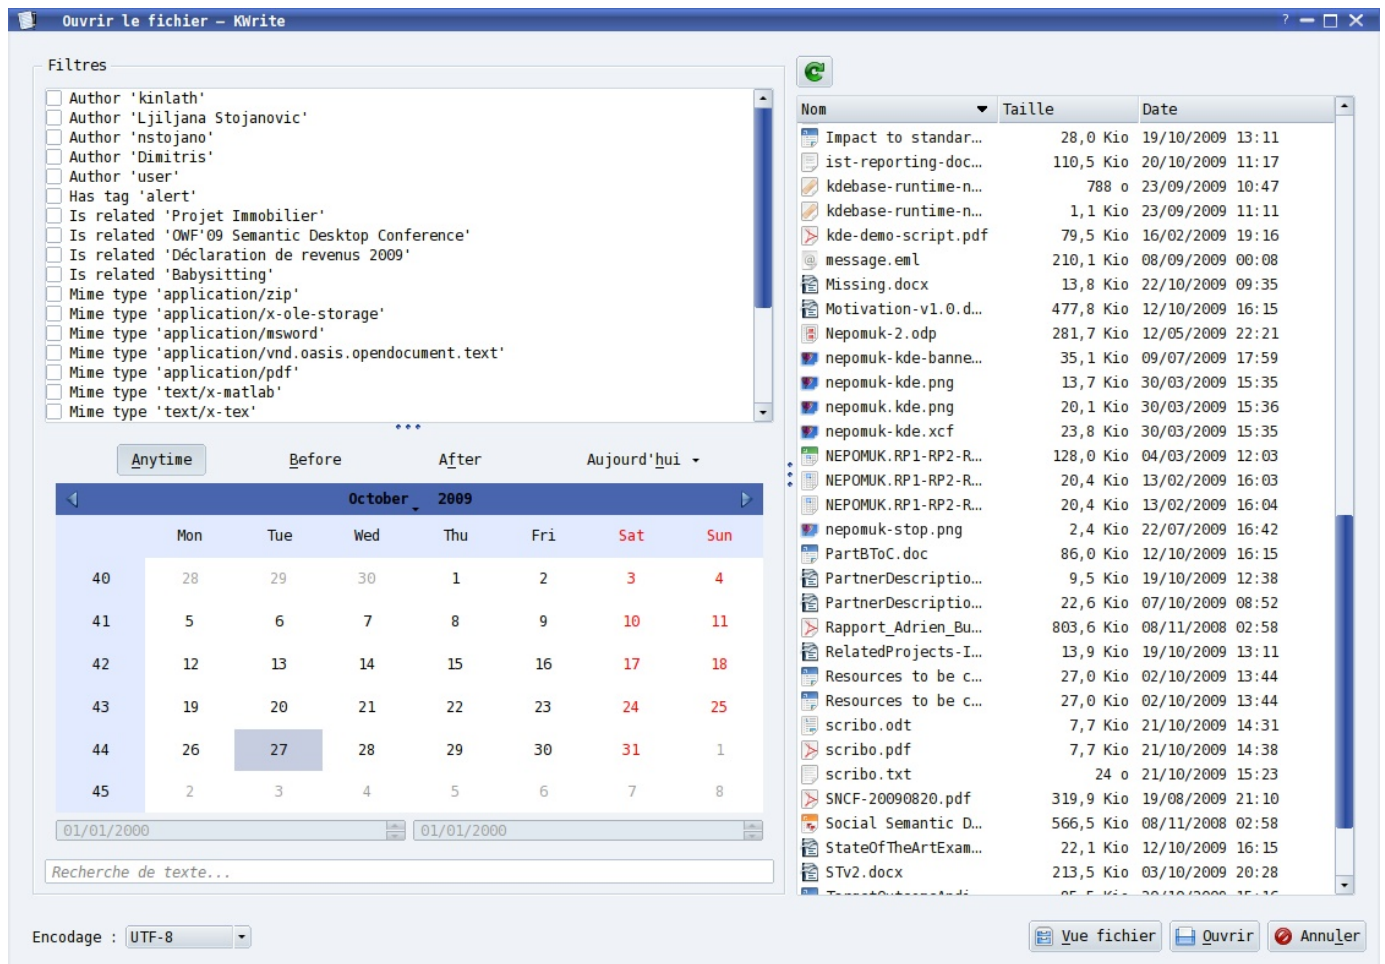 Ouvrir le fichier – KWrite
?
Filtres
Author 'kinlath'
Author 'Ljiljana Stojanovic'
Author 'nstojano'
Author 'Dimitris'
Author 'user'
Has tag 'alert'
Is related 'Projet Immobilier'
Is related 'OWF'09 Semantic Desktop Conference'
Is related 'Déclaration de revenus 2009'
Is related 'Babysitting'
Mime type 'application/zip'
Mime type 'application/x-ole-storage'
Mime type 'application/msword'
Mime type 'application/vnd.oasis.opendocument.text'
Mime type 'application/pdf'
Mime type 'text/x-matlab'
Mime type 'text/x-tex'
Anytime Before After Aujourd'hui
October 2009
Mon Tue Wed Thu Fri Sat Sun
40 28 29 30 1 2 3 4
41 5 6 7 8 9 10 11
42 12 13 14 15 16 17 18
43 19 20 21 22 23 24 25
44 26 27 28 29 30 31 1
45 2 3 4 5 6 7 8
01/01/2000 01/01/2000
Recherche de texte...
Nom Taille Date
Impact to standar... 28,0 Kio 19/10/2009 13:11
ist-reporting-doc... 110,5 Kio 20/10/2009 11:17
kdebase-runtime-n... 788 o 23/09/2009 10:47
kdebase-runtime-n... 1,1 Kio 23/09/2009 11:11
kde-demo-script.pdf 79,5 Kio 16/02/2009 19:16
message.eml 210,1 Kio 08/09/2009 00:08
Missing.docx 13,8 Kio 22/10/2009 09:35
Motivation-v1.0.d... 477,8 Kio 12/10/2009 16:15
Nepomuk-2.odp 281,7 Kio 12/05/2009 22:21
nepomuk-kde-banne... 35,1 Kio 09/07/2009 17:59
nepomuk-kde.png 13,7 Kio 30/03/2009 15:35
nepomuk.kde.png 20,1 Kio 30/03/2009 15:36
nepomuk-kde.xcf 23,8 Kio 30/03/2009 15:35
NEPOMUK.RP1-RP2-R... 128,0 Kio 04/03/2009 12:03
NEPOMUK.RP1-RP2-R... 20,4 Kio 13/02/2009 16:03
NEPOMUK.RP1-RP2-R... 20,4 Kio 13/02/2009 16:04
nepomuk-stop.png 2,4 Kio 22/07/2009 16:42
PartBToC.doc 86,0 Kio 12/10/2009 16:15
PartnerDescriptio... 9,5 Kio 19/10/2009 12:38
PartnerDescriptio... 22,6 Kio 07/10/2009 08:52
Rapport_Adrien_Bu... 803,6 Kio 08/11/2008 02:58
RelatedProjects-I... 13,9 Kio 19/10/2009 13:11
Resources to be c... 27,0 Kio 02/10/2009 13:44
Resources to be c... 27,0 Kio 02/10/2009 13:44
scribo.odt 7,7 Kio 21/10/2009 14:31
scribo.pdf 7,7 Kio 21/10/2009 14:38
scribo.txt 24 o 21/10/2009 15:23
SNCF-20090820.pdf 319,9 Kio 19/08/2009 21:10
Social Semantic D... 566,5 Kio 08/11/2008 02:58
StateOfTheArtExam... 22,1 Kio 12/10/2009 16:15
STv2.docx 213,5 Kio 03/10/2009 20:28
Encodage : UTF-8
Vue fichier Ouvrir Annuler